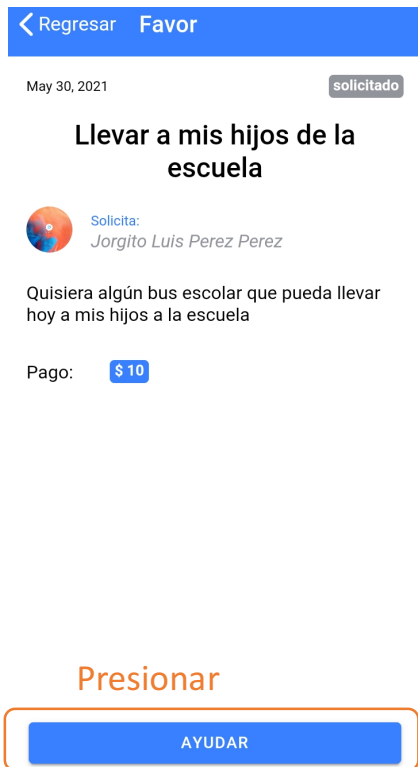 Regresar Favor
May 30, 2021 solicitado
Llevar a mis hijos de la
escuela
Solicita:
Jorgito Luis Perez Perez
Quisiera algún bus escolar que pueda llevar
hoy a mis hijos a la escuela
Pago: $ 10
Presionar
AYUDAR